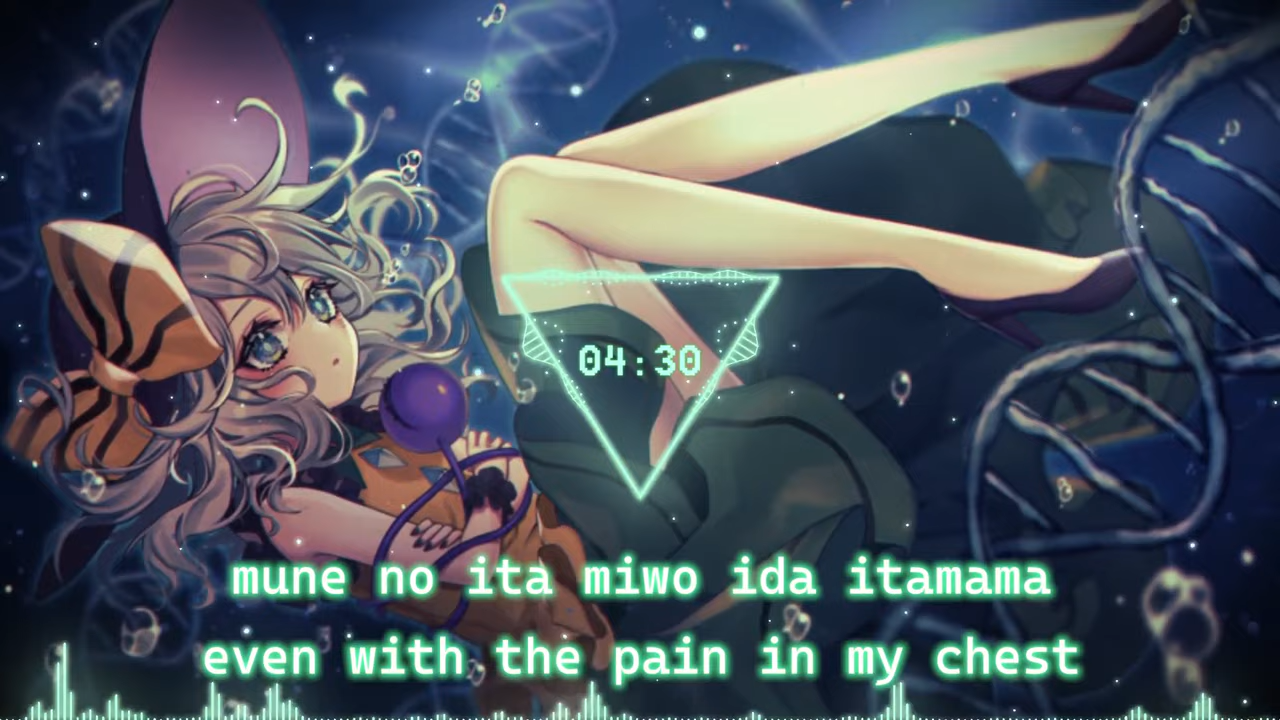 04:30
mune no ita miwo ida itamama
even with the pain in my chest